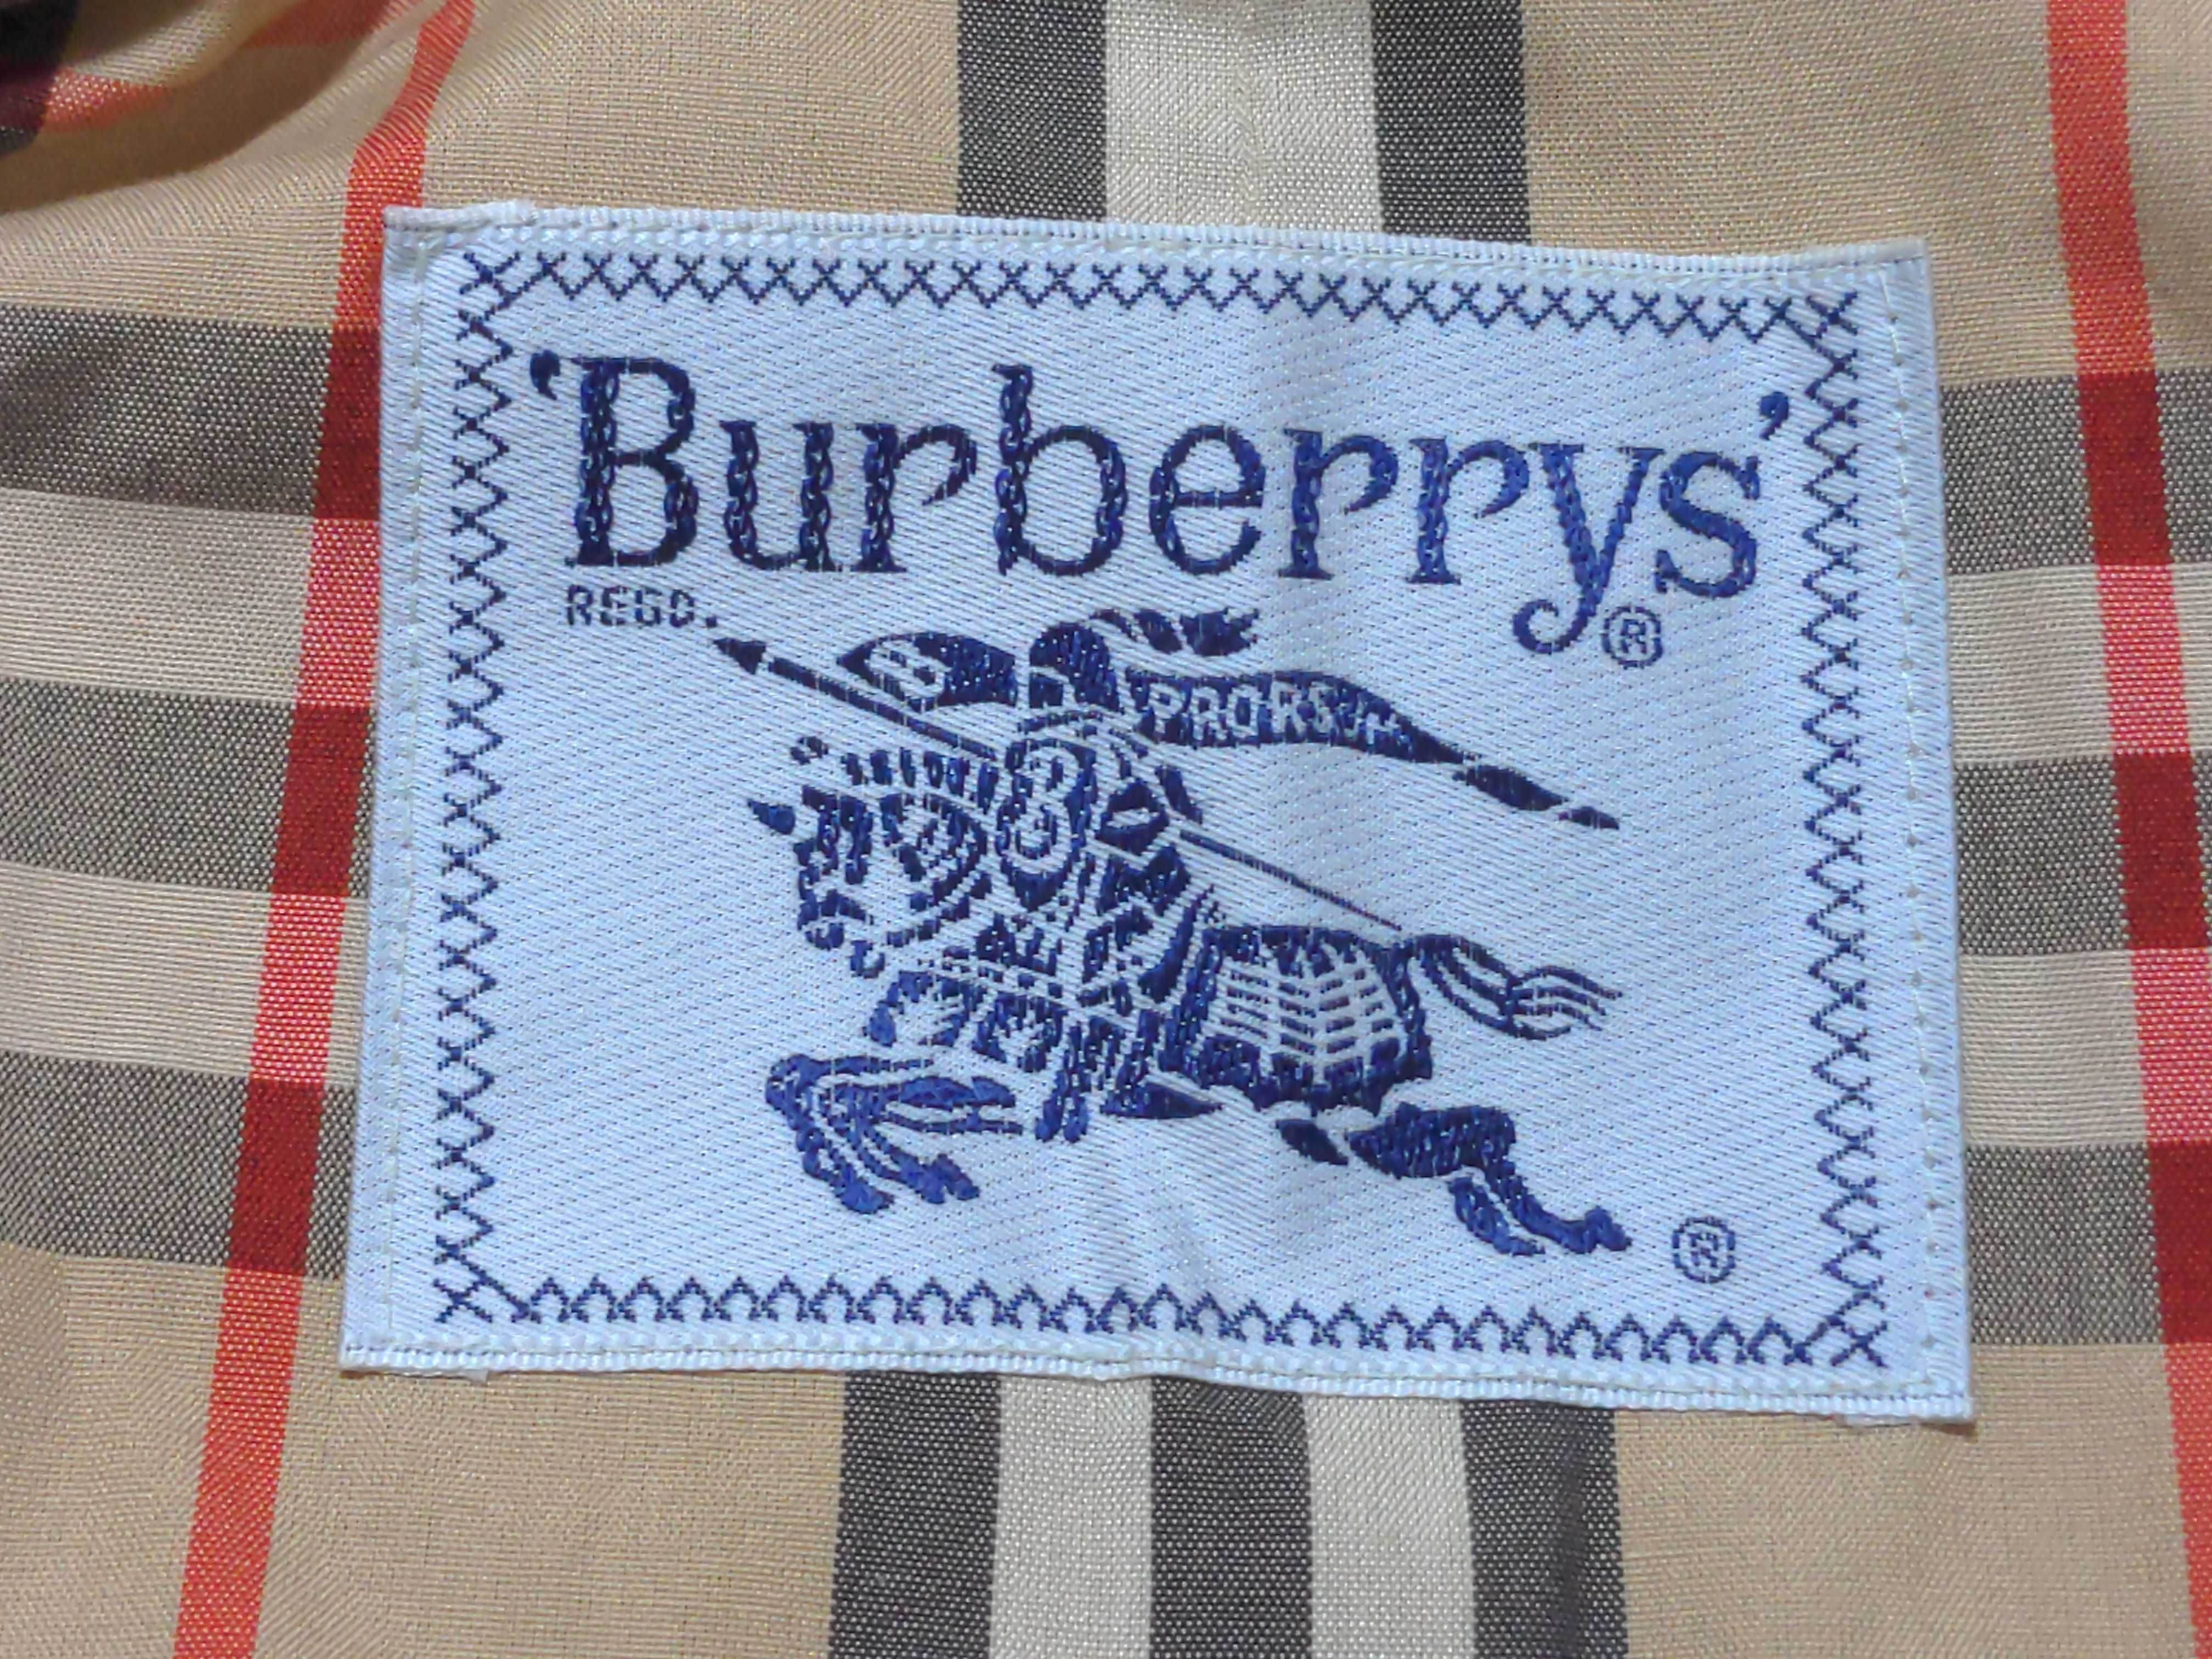 'Burberrys'
REGD. ®
PRORSUM
B
®